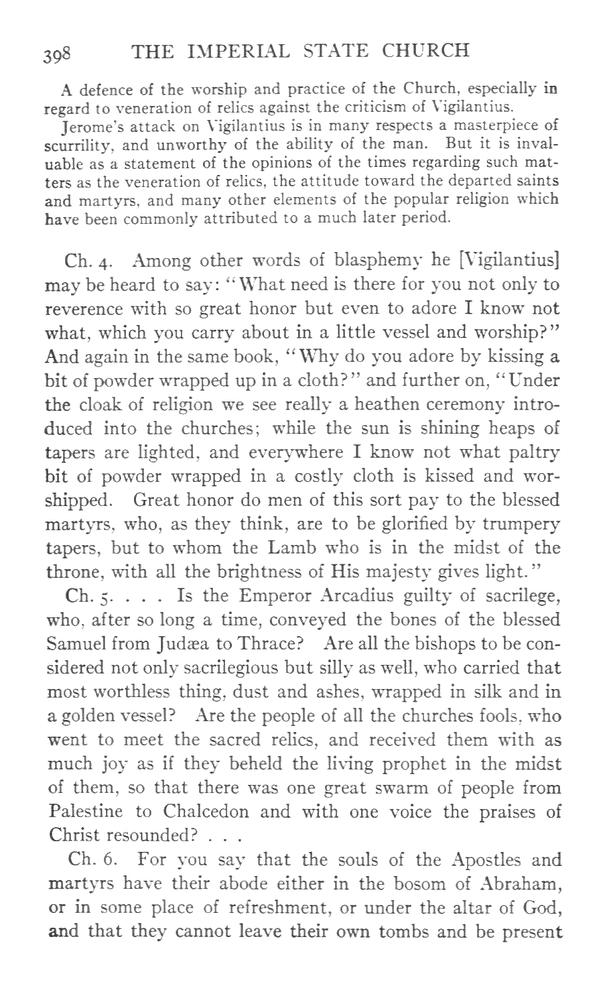 398 THE IMPERIAL STATE CHURCH
A defence of the worship and practice of the Church, especially in
regard to veneration of relics against the criticism of Vigilantius.
Jerome's attack on Vigilantius is in many respects a masterpiece of
scurrility, and unworthy of the ability of the man. But it is inval-
uable as a statement of the opinions of the times regarding such mat-
ters as the veneration of relics, the attitude toward the departed saints
and martyrs, and many other elements of the popular religion which
have been commonly attributed to a much later period.
Ch. 4. Among other words of blasphemy he [Vigilantius]
may be heard to say: "What need is there for you not only to
reverence with so great honor but even to adore I know not
what, which you carry about in a little vessel and worship?"
And again in the same book, "Why do you adore by kissing a
bit of powder wrapped up in a cloth?" and further on, "Under
the cloak of religion we see really a heathen ceremony intro-
duced into the churches; while the sun is shining heaps of
tapers are lighted, and everywhere I know not what paltry
bit of powder wrapped in a costly cloth is kissed and wor-
shipped. Great honor do men of this sort pay to the blessed
martyrs, who, as they think, are to be glorified by trumpery
tapers, but to whom the Lamb who is in the midst of the
throne, with all the brightness of His majesty gives light."
Ch. 5. . . . Is the Emperor Arcadius guilty of sacrilege,
who, after so long a time, conveyed the bones of the blessed
Samuel from Judæa to Thrace? Are all the bishops to be con-
sidered not only sacrilegious but silly as well, who carried that
most worthless thing, dust and ashes, wrapped in silk and in
a golden vessel? Are the people of all the churches fools, who
went to meet the sacred relics, and received them with as
much joy as if they beheld the living prophet in the midst
of them, so that there was one great swarm of people from
Palestine to Chalcedon and with one voice the praises of
Christ resounded? . . .
Ch. 6. For you say that the souls of the Apostles and
martyrs have their abode either in the bosom of Abraham,
or in some place of refreshment, or under the altar of God,
and that they cannot leave their own tombs and be present